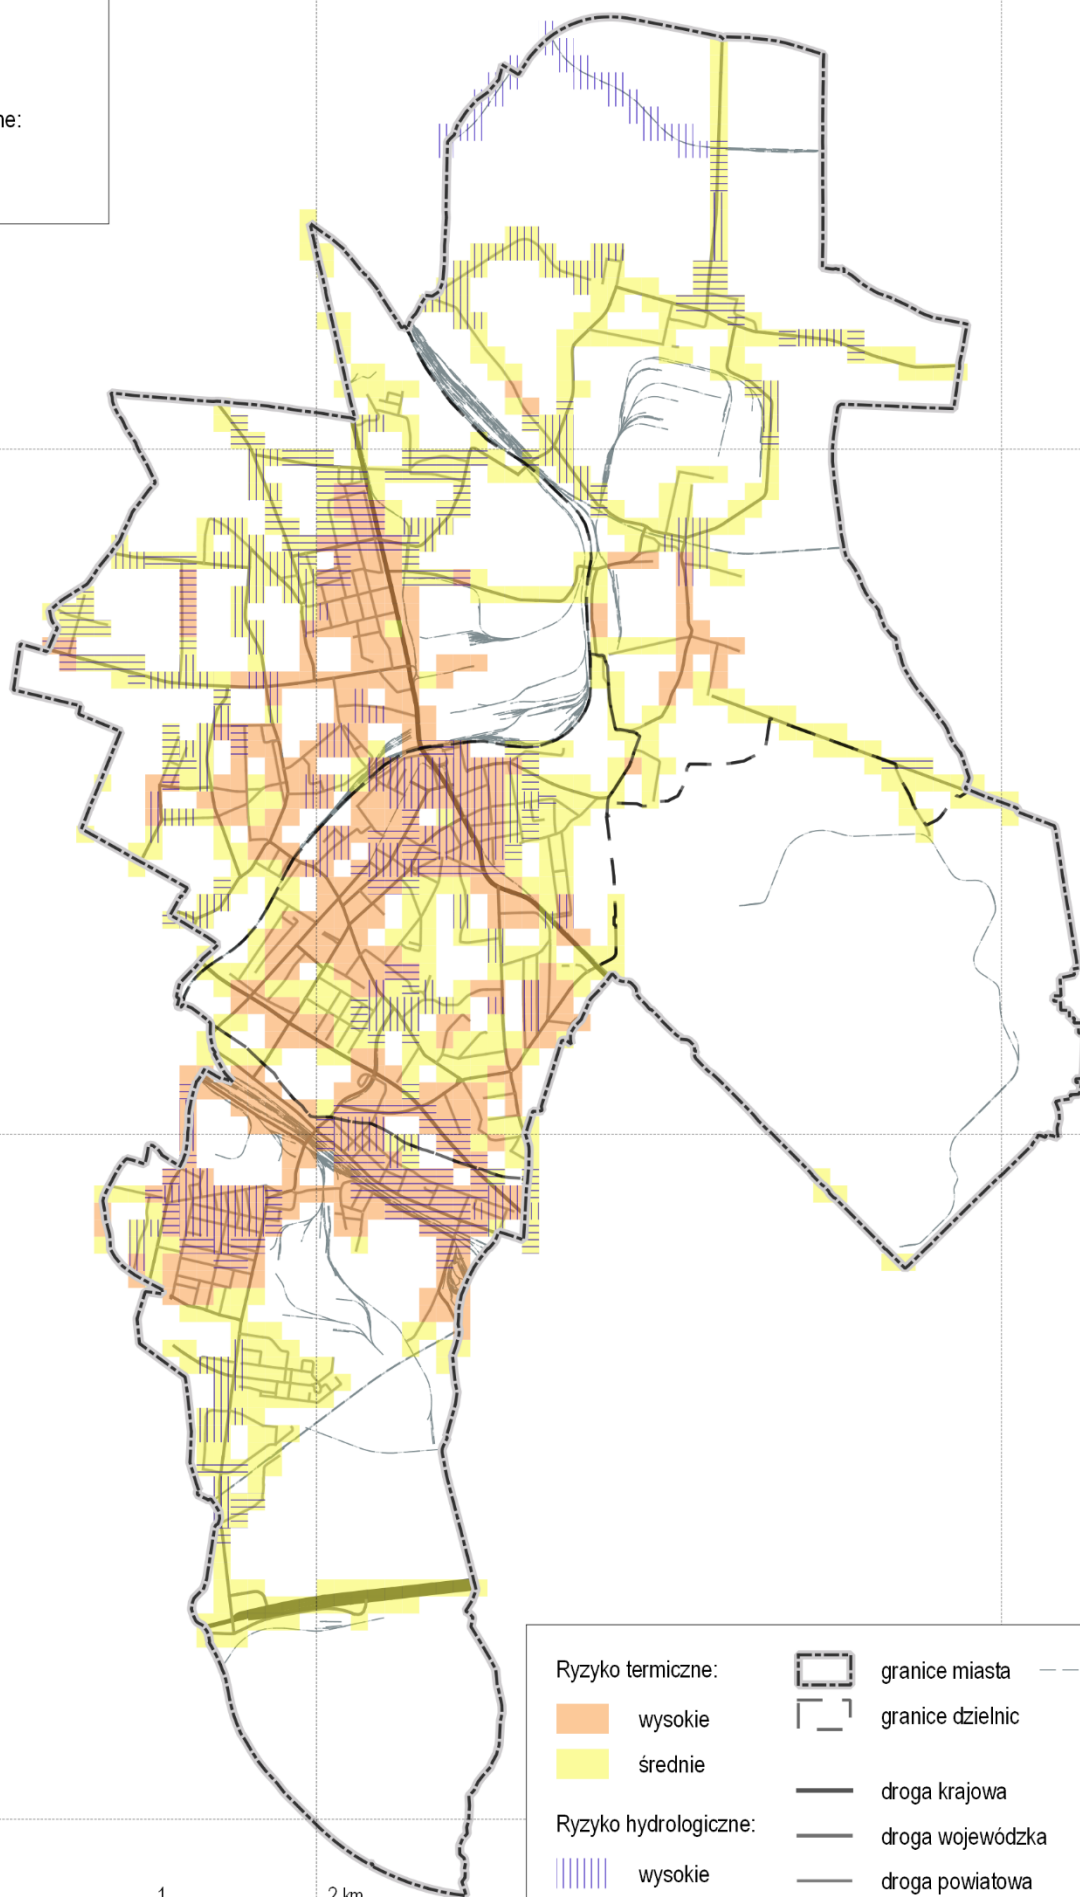 ne:
Ryzyko termiczne:
wysokie
średnie
Ryzyko hydrologiczne:
wysokie
granice miasta
granice dzielnic
droga krajowa
droga wojewódzka
droga powiatowa
1
2 km